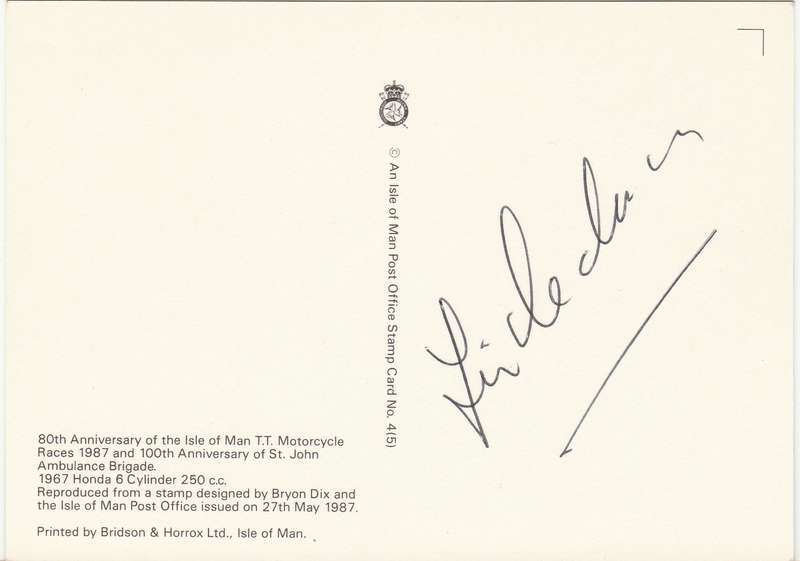 80th Anniversary of the Isle of Man T.T. Motorcycle
Races 1987 and 100th Anniversary of St. John
Ambulance Brigade.
1967 Honda 6 Cylinder 250 c.c.
Reproduced from a stamp designed by Bryon Dix and
the Isle of Man Post Office issued on 27th May 1987.
Printed by Bridson & Horrox Ltd., Isle of Man.
© An Isle of Man Post Office Stamp Card No. 4(5)